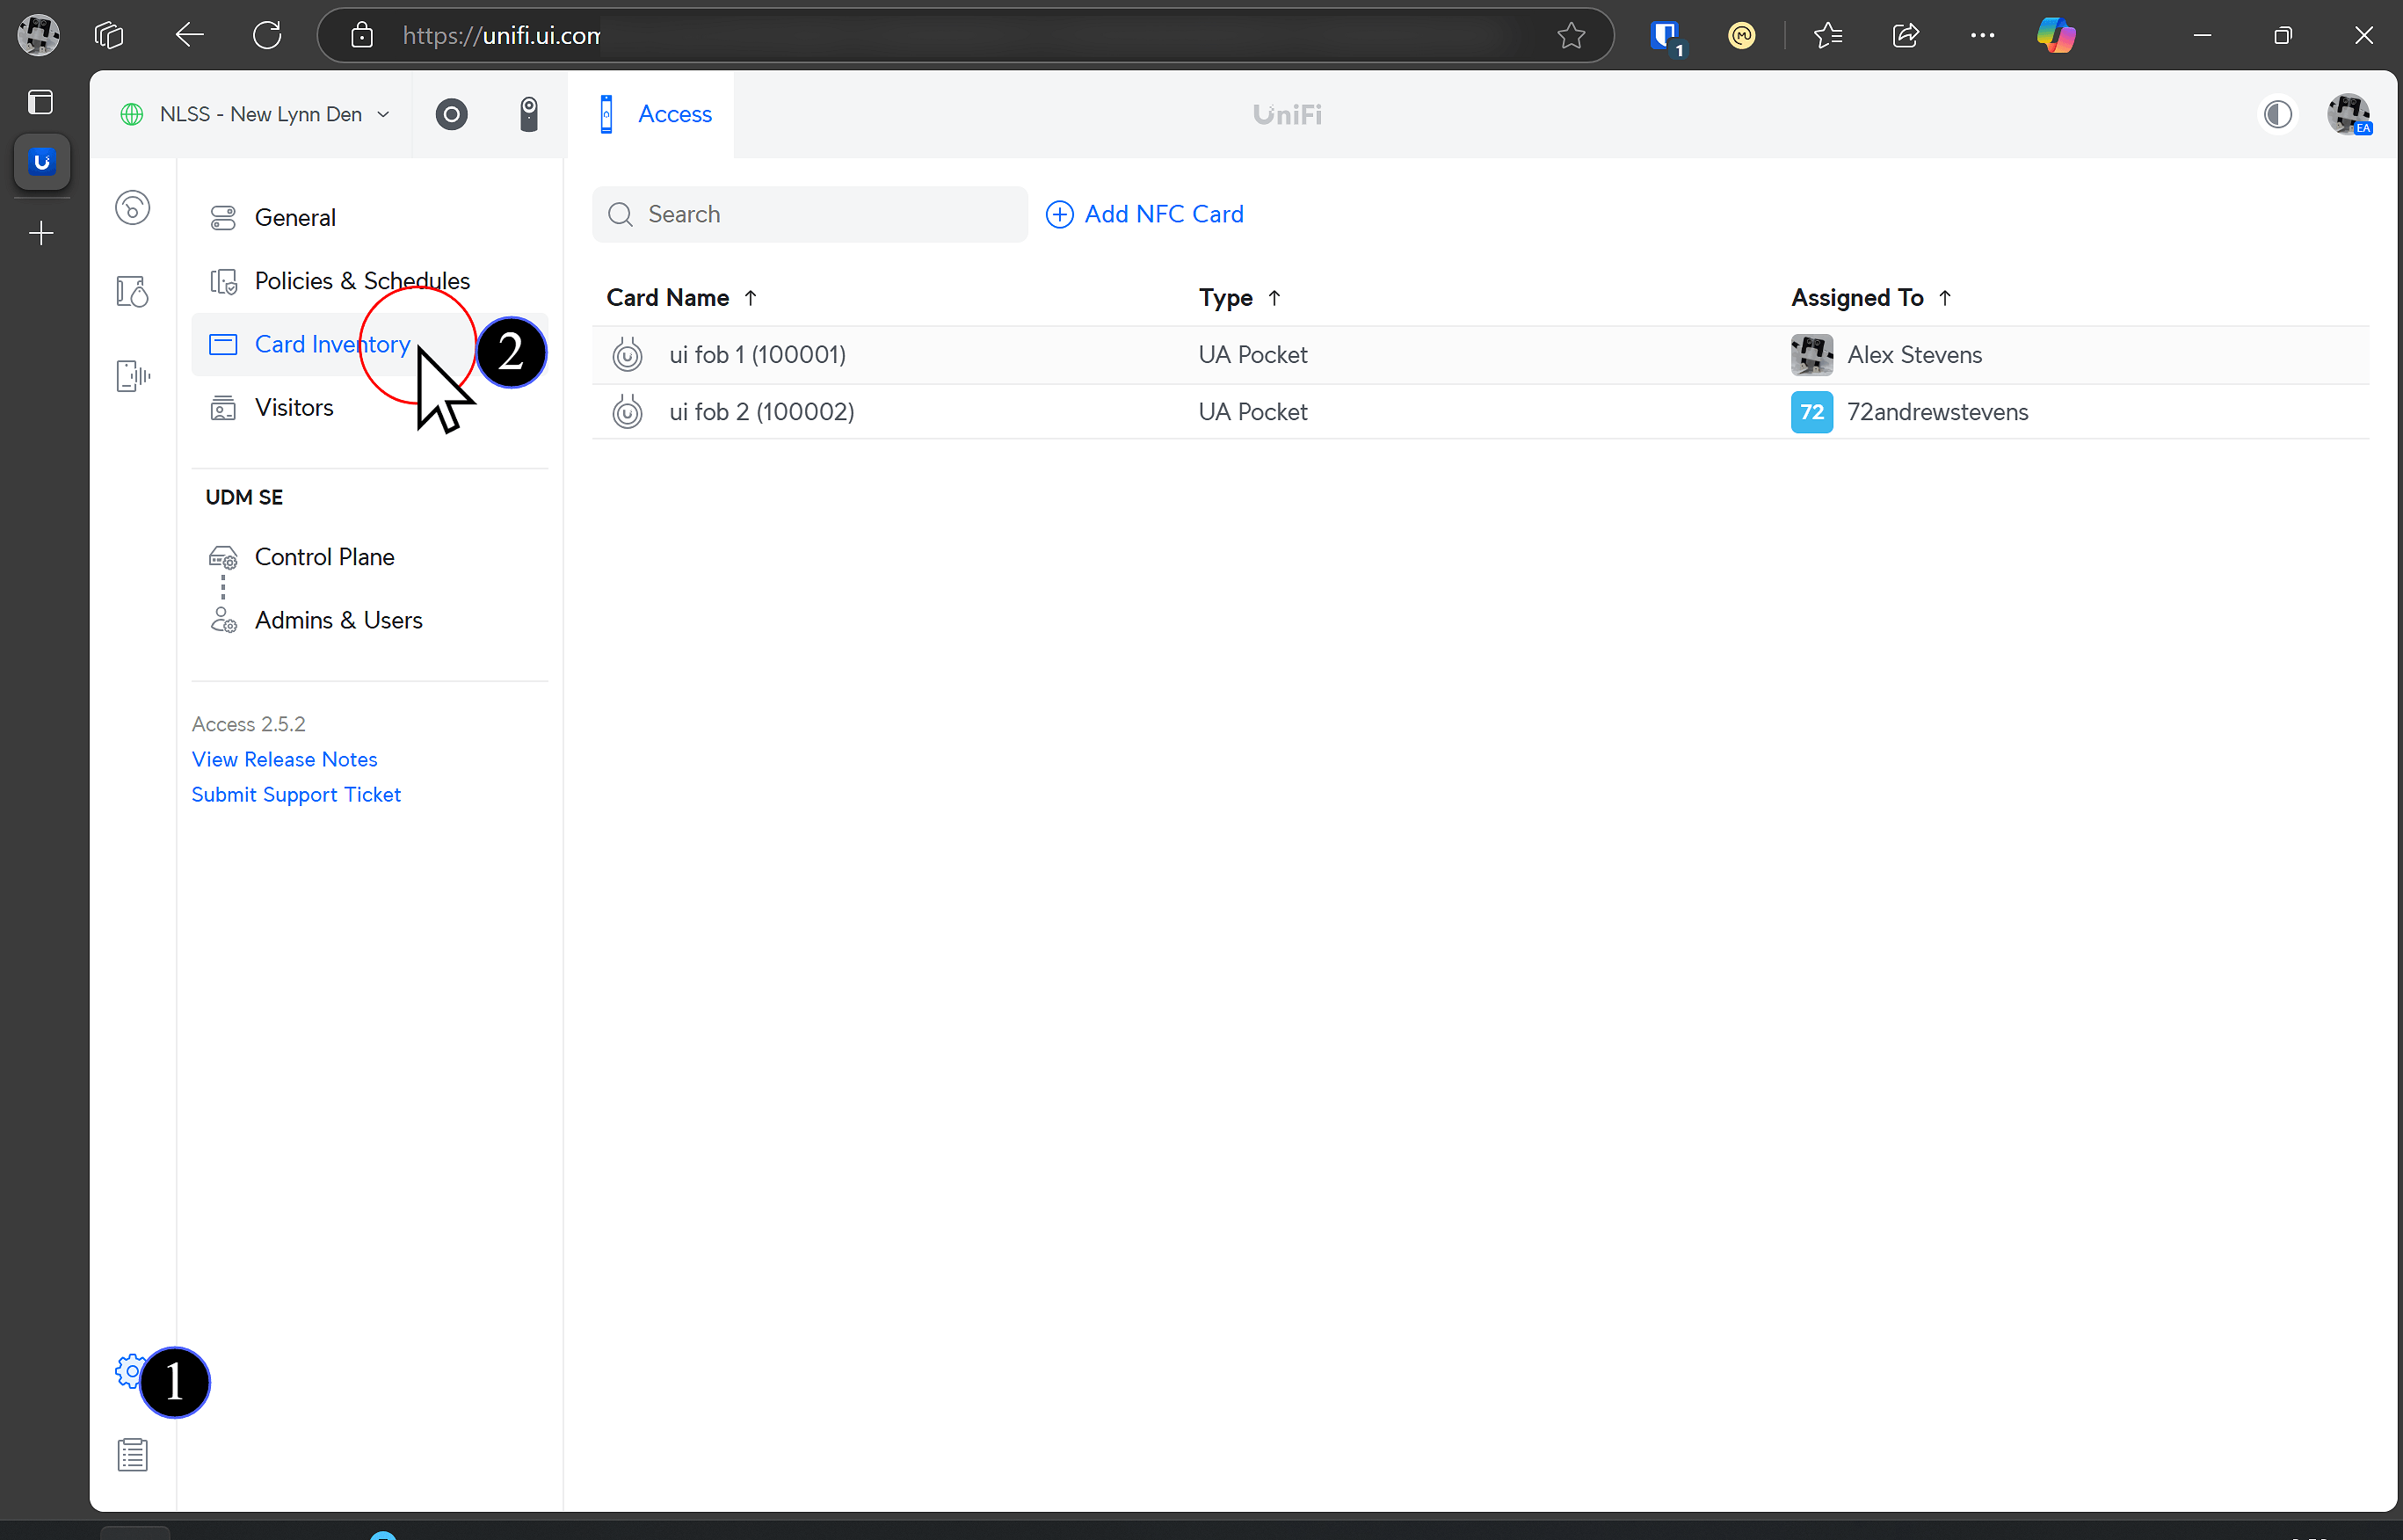 https://unifi.ui.com
1
NLSS - New Lynn Den
Access
UniFi
EA
General
Policies & Schedules
Card Inventory
2
Visitors
UDM SE
Control Plane
Admins & Users
Access 2.5.2
View Release Notes
Submit Support Ticket
1
Search
Add NFC Card
Card Name ↑ Type ↑ Assigned To ↑
ui fob 1 (100001) UA Pocket Alex Stevens
ui fob 2 (100002) UA Pocket 72 72andrewstevens